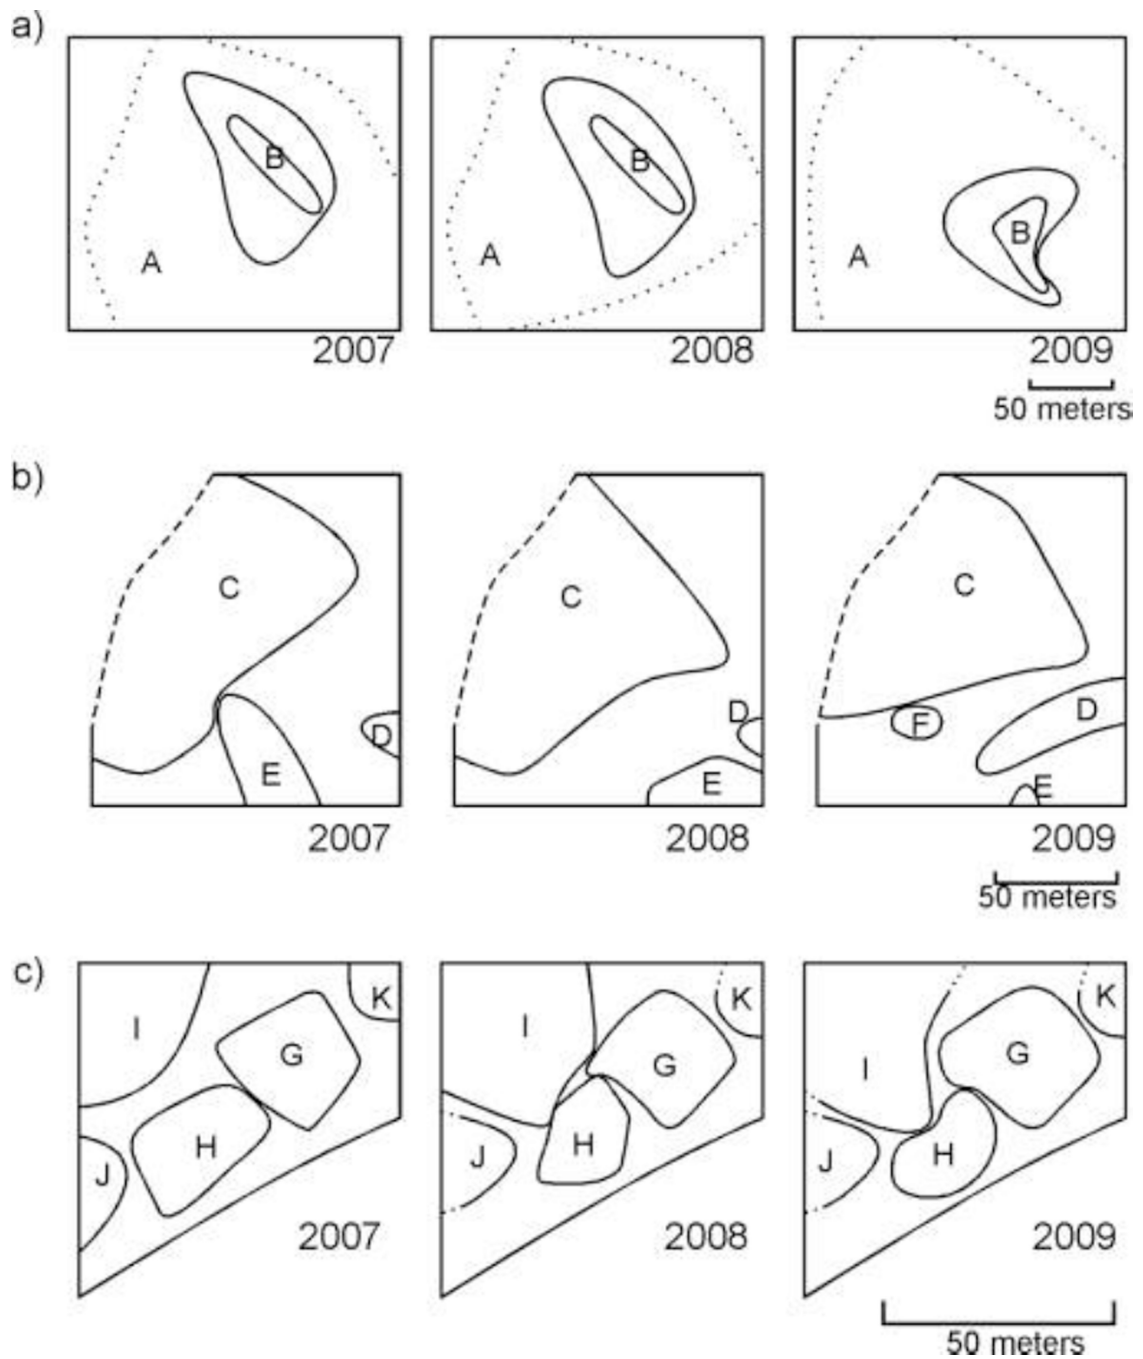 a)
B B
A A A B
2007 2008 2009
50 meters
b)
C C C
D D F D
E E E
2007 2008 2009
50 meters
c)
I K I K I K
G G G
H H H
J J J
2007 2008 2009
50 meters